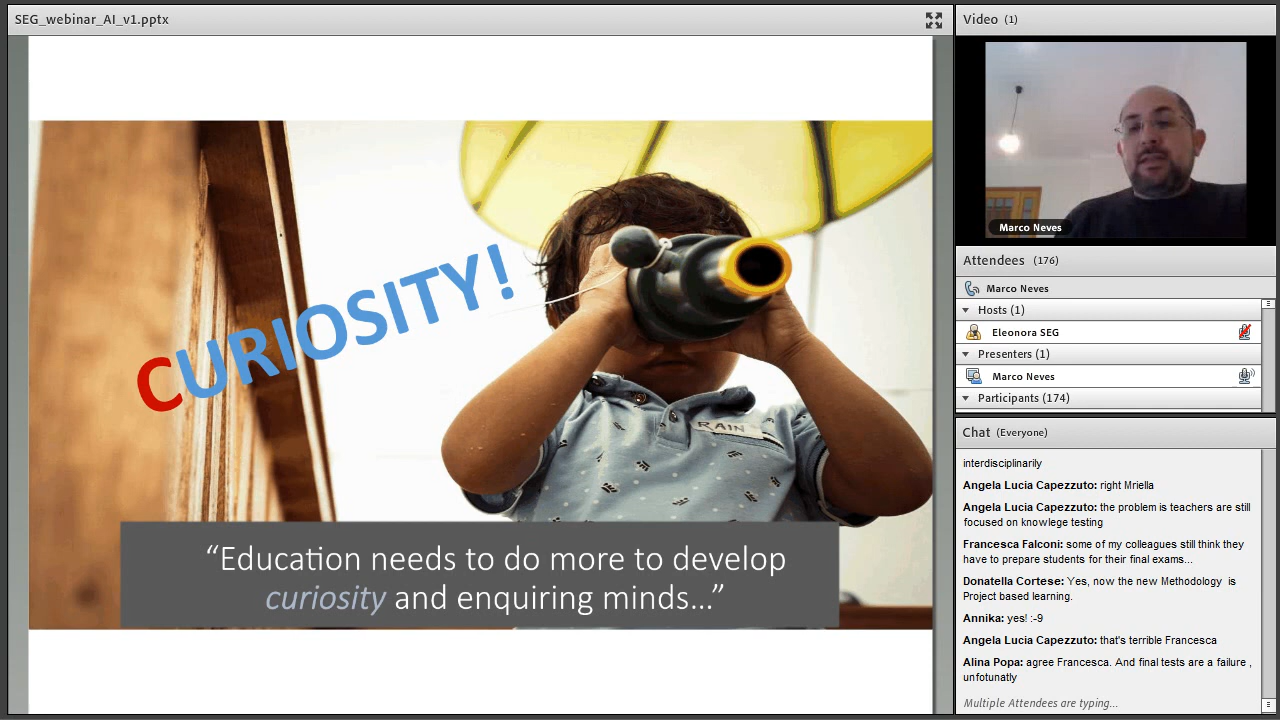 SEG_webinar_AI_v1.pptx
CURIOSITY!
RAIN
“Education needs to do more to develop
curiosity and enquiring minds...”
Video (1)
Marco Neves
Attendees (176)
Marco Neves
Hosts (1)
Eleonora SEG
Presenters (1)
Marco Neves
Participants (174)
Chat (Everyone)
interdisciplinarily
Angela Lucia Capezzuto: right Mriella
Angela Lucia Capezzuto: the problem is teachers are still
focused on knowlege testing
Francesca Falconi: some of my colleagues still think they
have to prepare students for their final exams...
Donatella Cortese: Yes, now the new Methodology is
Project based learning.
Annika: yes! :-9
Angela Lucia Capezzuto: that's terrible Francesca
Alina Popa: agree Francesca. And final tests are a failure ,
unfotunatly
Multiple Attendees are typing...